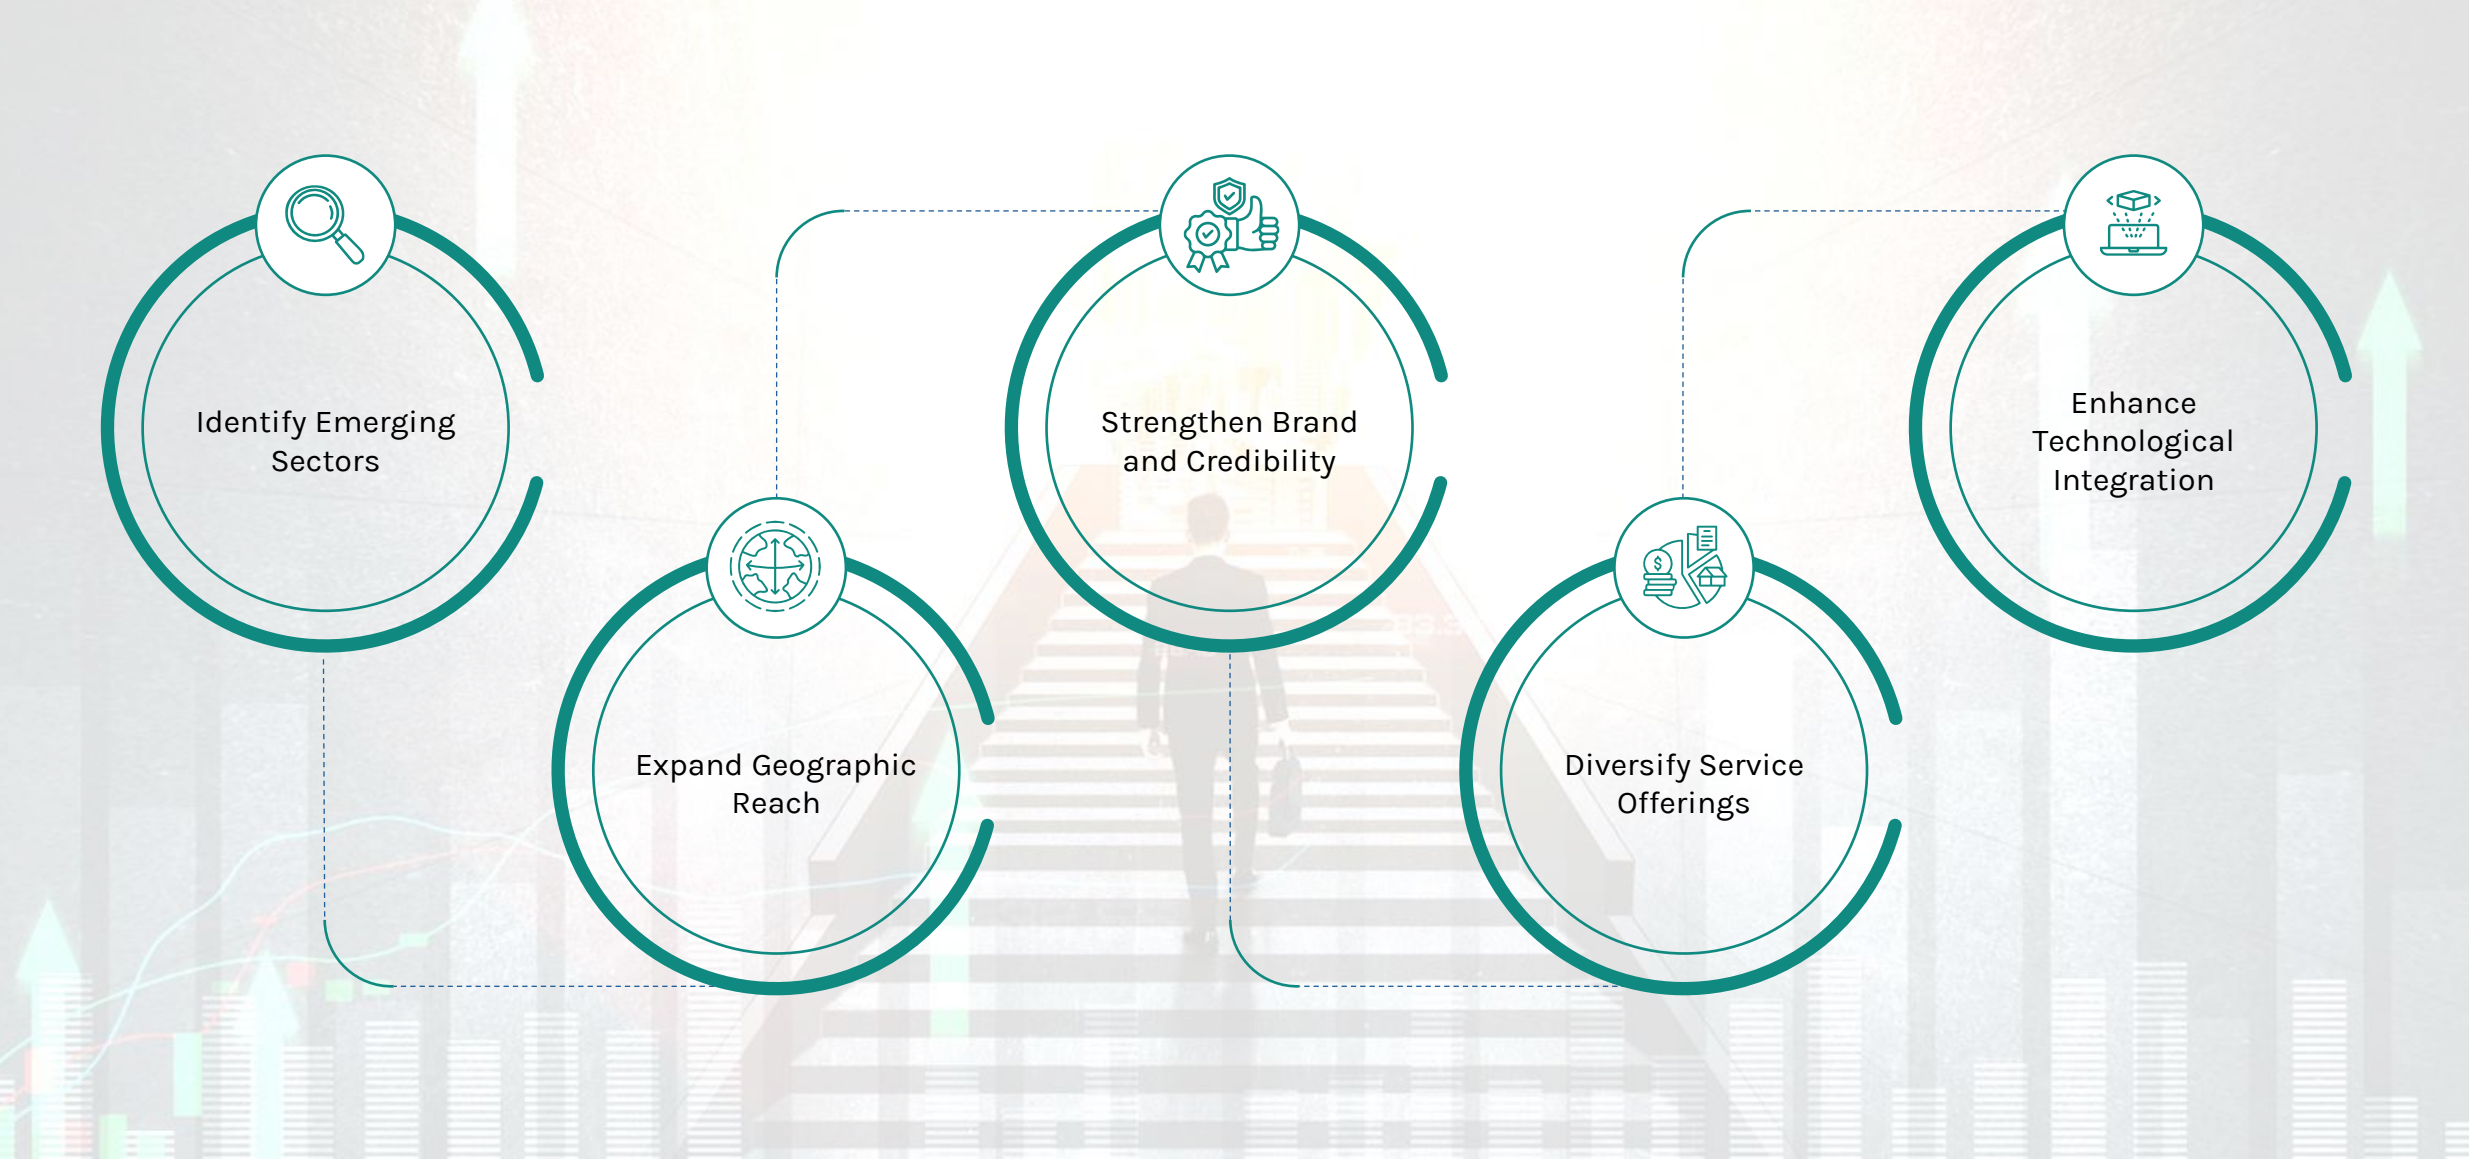 Identify Emerging
Sectors
Expand Geographic
Reach
Strengthen Brand
and Credibility
Diversify Service
Offerings
Enhance
Technological
Integration